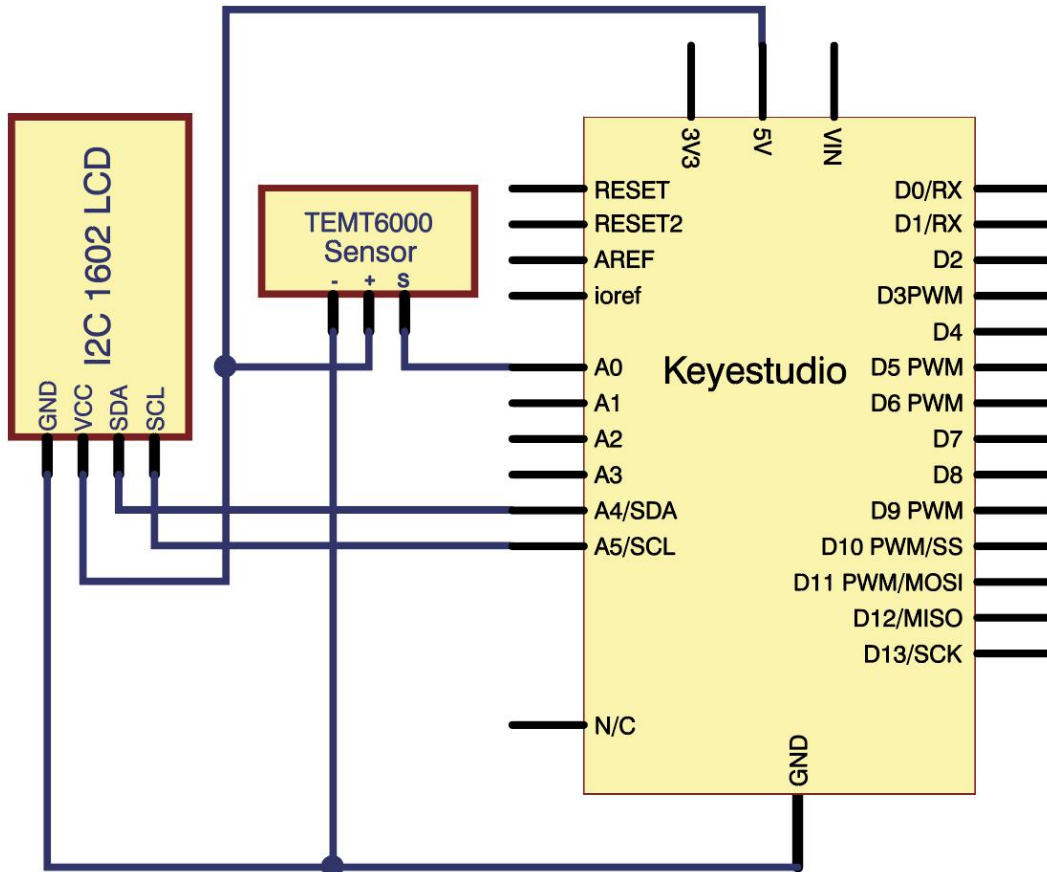 3V3
5V
VIN
I2C 1602 LCD
GND
VCC
SDA
SCL
TEMT6000
Sensor
- + S
RESET
RESET2
AREF
ioref
A0
A1
A2
A3
A4/SDA
A5/SCL
N/C
Keyestudio
D0/RX
D1/RX
D2
D3PWM
D4
D5 PWM
D6 PWM
D7
D8
D9 PWM
D10 PWM/SS
D11 PWM/MOSI
D12/MISO
D13/SCK
GND